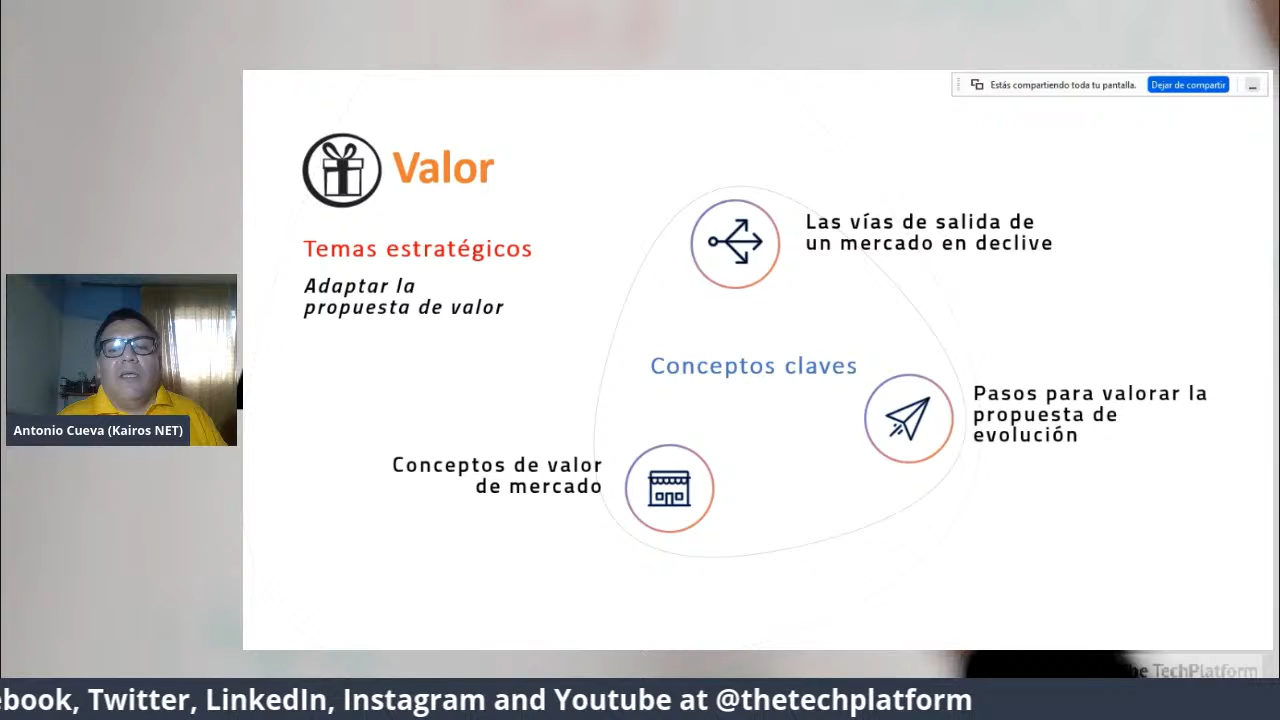 Estás compartiendo toda tu pantalla.
Dejar de compartir
Valor
Temas estratégicos
Adaptar la
propuesta de valor
Las vías de salida de
un mercado en declive
Conceptos claves
Pasos para valorar la
propuesta de
evolución
Conceptos de valor
de mercado
Antonio Cueva (Kairos NET)
The TechPlatform
ebook, Twitter, LinkedIn, Instagram and Youtube at @thetechplatform